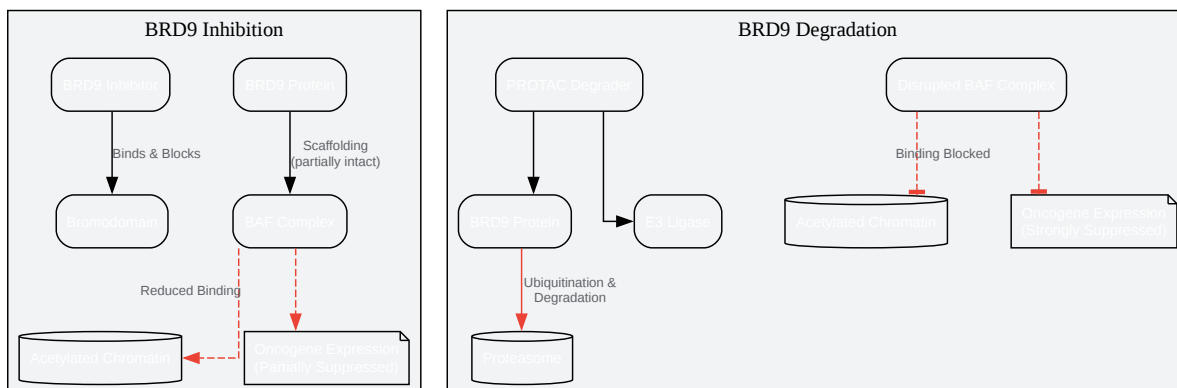 BRD9 Inhibition
BRD9 Inhibitor
BRD9 Protein
Binds & Blocks
Scaffolding
(partially intact)
Bromodomain
BAF Complex
Reduced Binding
Acetylated Chromatin
Oncogene Expression
(Partially Suppressed)
BRD9 Degradation
PROTAC Degrader
Disrupted BAF Complex
Binding Blocked
BRD9 Protein
E3 Ligase
Acetylated Chromatin
Oncogene Expression
(Strongly Suppressed)
Ubiquitination &
Degradation
Proteasome